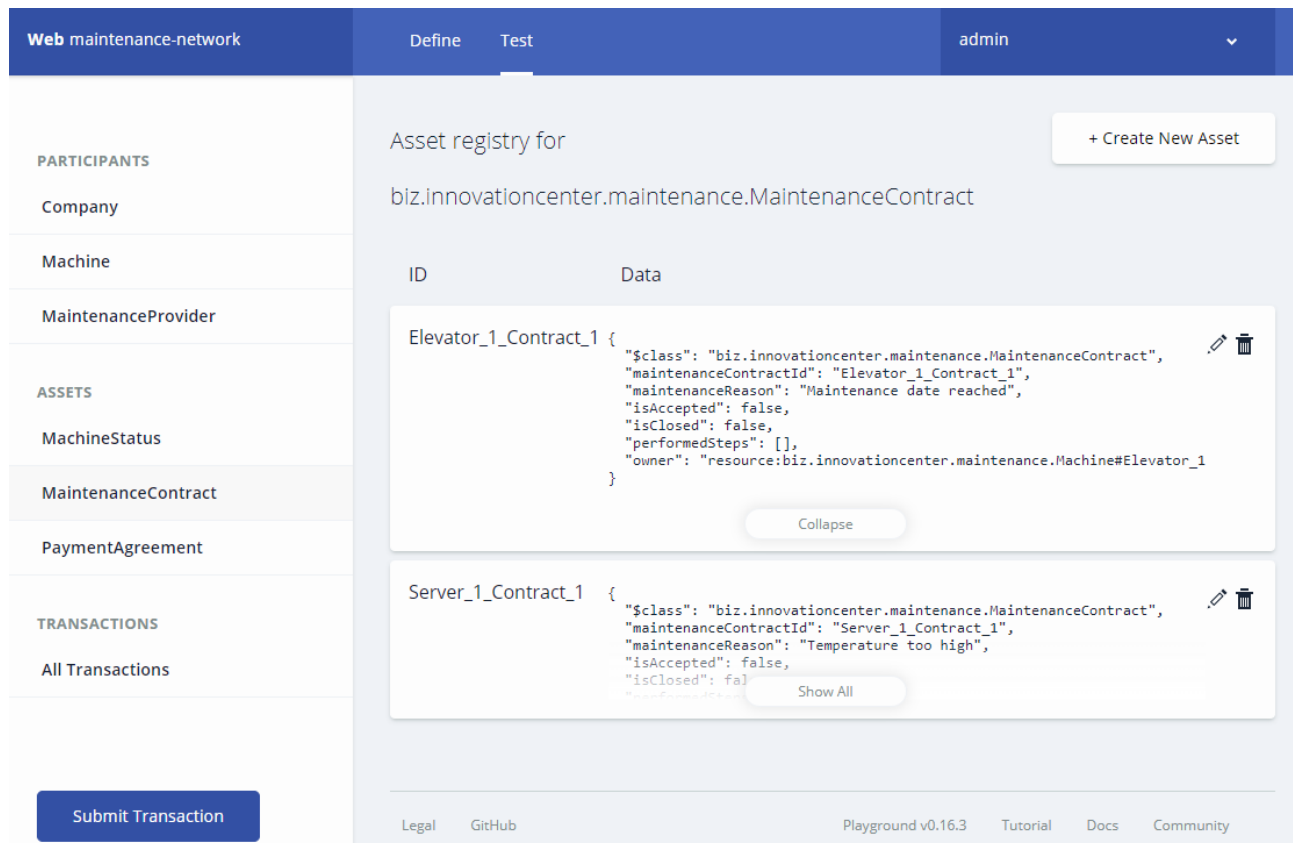 Web maintenance-network
Define Test
admin
PARTICIPANTS
Company
Machine
MaintenanceProvider
ASSETS
MachineStatus
MaintenanceContract
PaymentAgreement
TRANSACTIONS
All Transactions
Submit Transaction
Asset registry for
+ Create New Asset
biz.innovationcenter.maintenance.MaintenanceContract
ID Data
Elevator_1_Contract_1 {
"$class": "biz.innovationcenter.maintenance.MaintenanceContract",
"maintenanceContractId": "Elevator_1_Contract_1",
"maintenanceReason": "Maintenance date reached",
"isAccepted": false,
"isClosed": false,
"performedSteps": [],
"owner": "resource:biz.innovationcenter.maintenance.Machine#Elevator_1
}
Collapse
Server_1_Contract_1 {
"$class": "biz.innovationcenter.maintenance.MaintenanceContract",
"maintenanceContractId": "Server_1_Contract_1",
"maintenanceReason": "Temperature too high",
"isAccepted": false,
"isClosed": fal
Show All
Legal GitHub Playground v0.16.3 Tutorial Docs Community